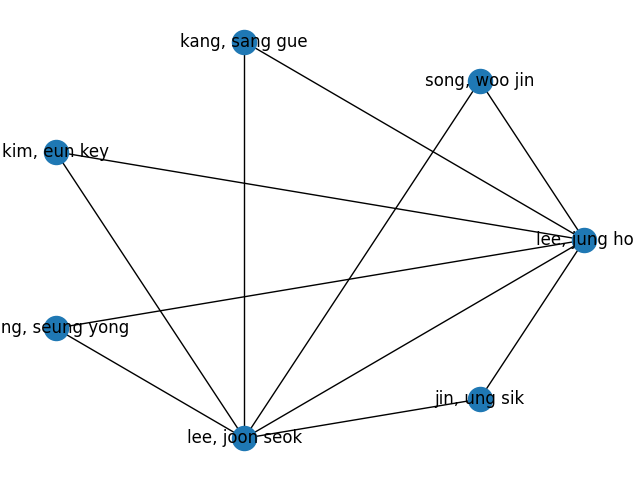 kang, sang gue
song, woo jin
kim, eun key
lee, jung ho
seung yong
jin, ung sik
lee, joon seok